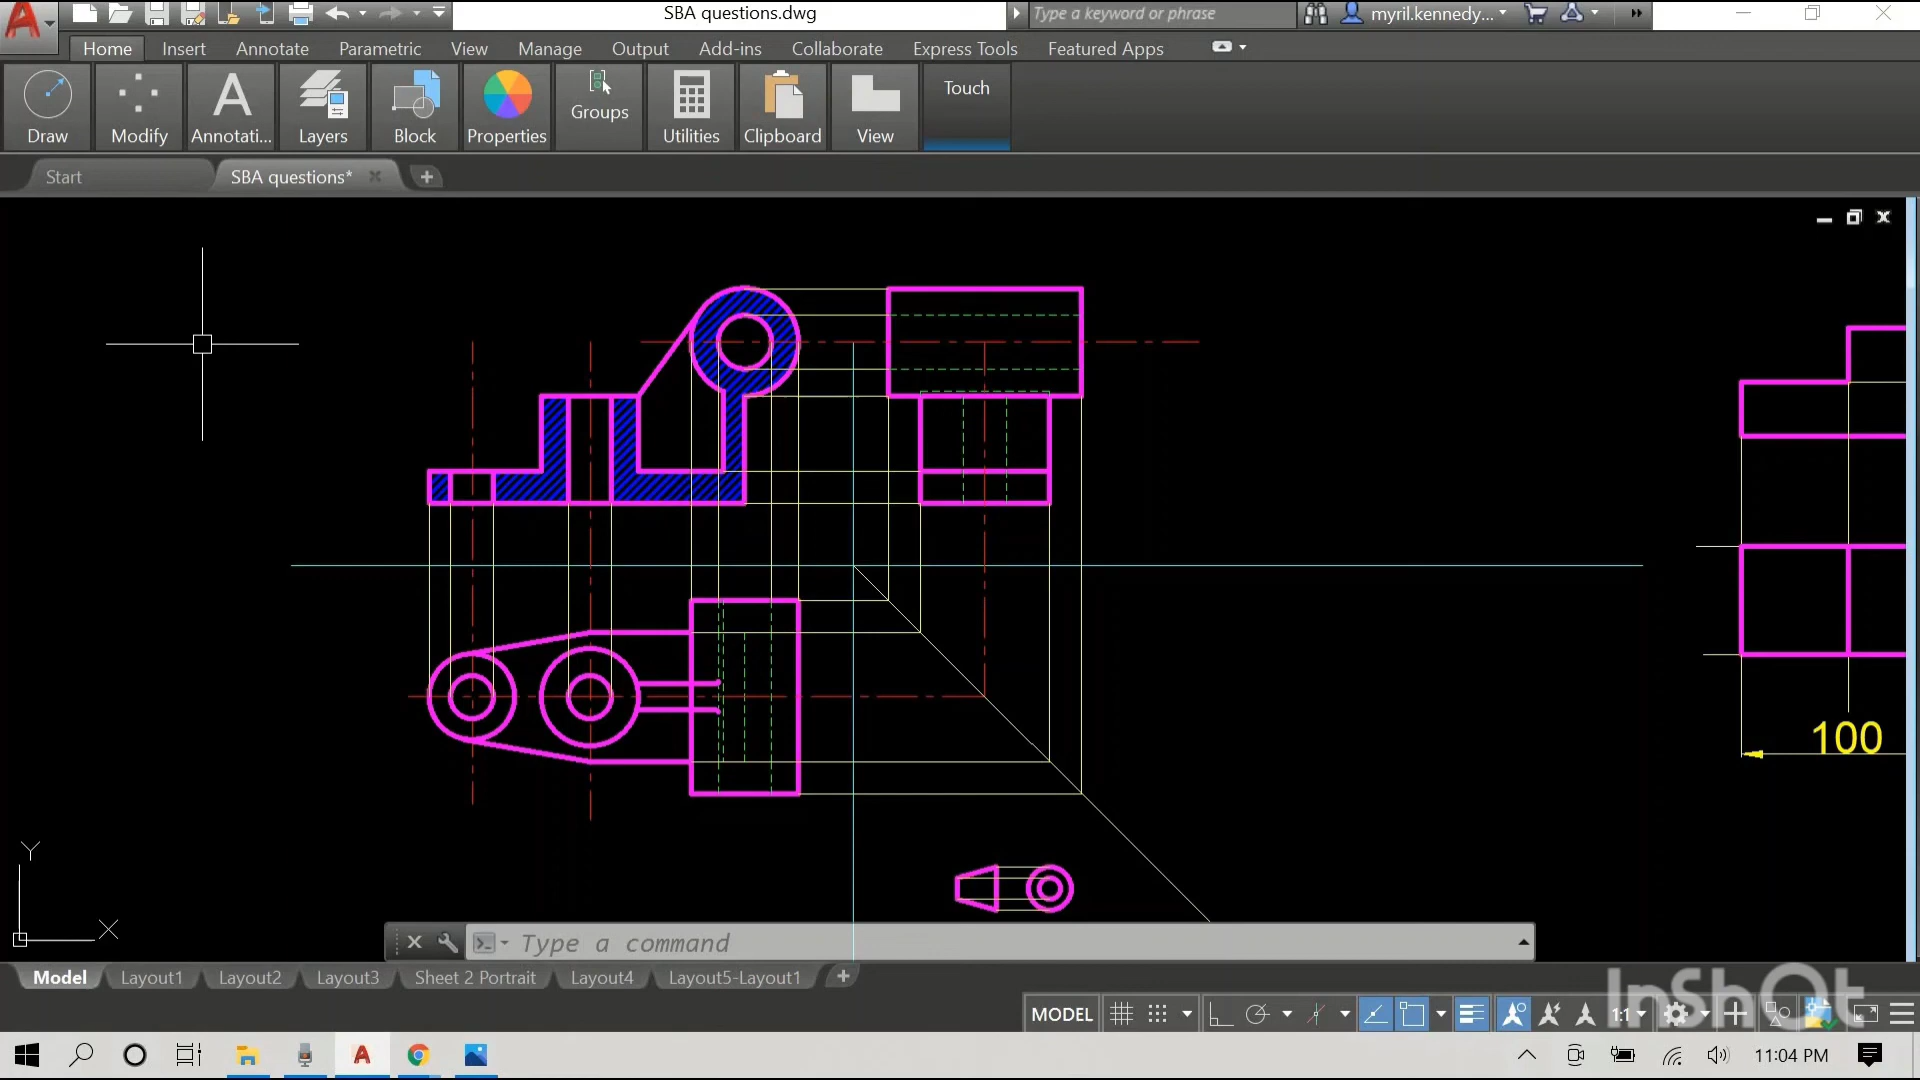 SBA questions.dwg
Type a keyword or phrase
myril.kennedy...
Home Insert Annotate Parametric View Manage Output Add-ins Collaborate Express Tools Featured Apps
Draw Modify Annotati... Layers Block Properties Groups Utilities Clipboard View Touch
Start SBA questions*
100
Y
X
Type a command
Model Layout1 Layout2 Layout3 Sheet 2 Portrait Layout4 Layout5-Layout1
MODEL 1:1
InShOt
11:04 PM